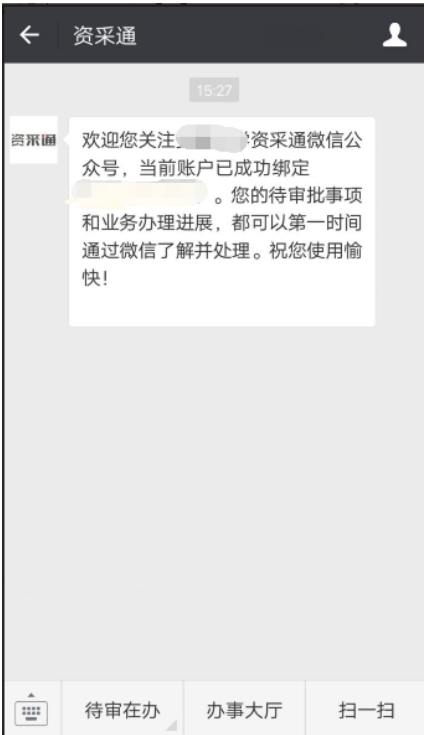 资采通
15:27
资采通
欢迎您关注 学资采通微信公
众号，当前账户已成功绑定
。您的待审批事项
和业务办理进展，都可以第一时间
通过微信了解并处理。祝您使用愉
快！
待审在办
办事大厅
扫一扫